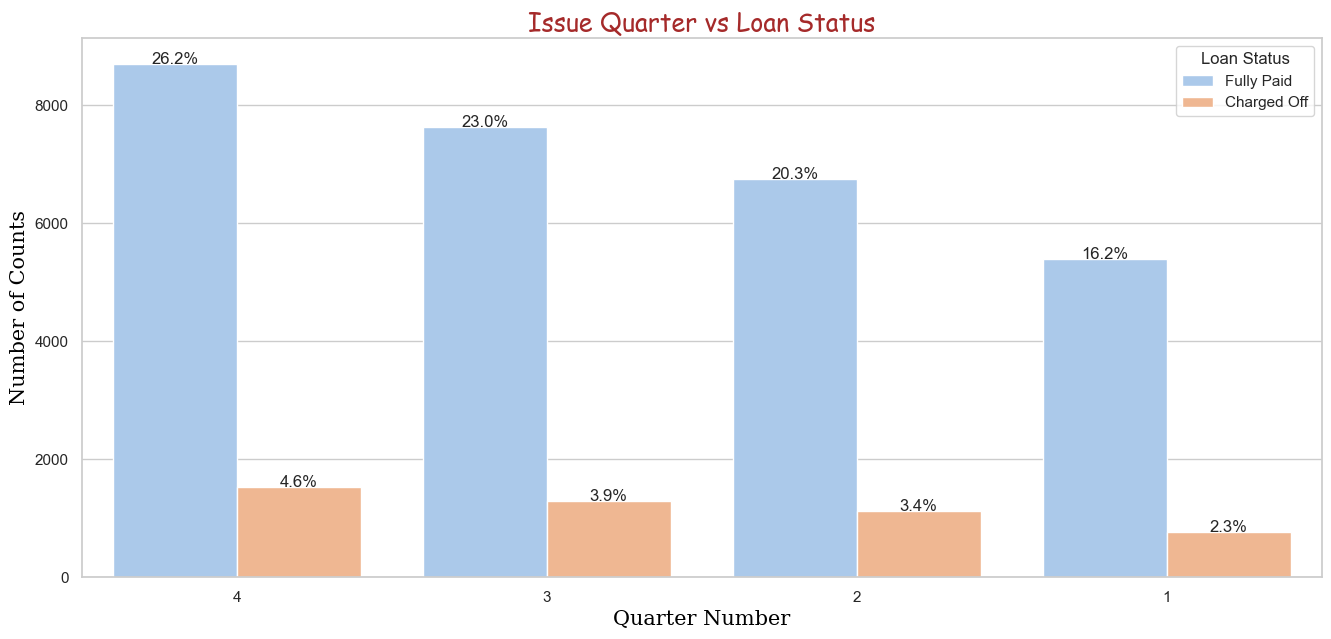 Issue Quarter vs Loan Status
Loan Status
Fully Paid
Charged Off
Number of Counts
8000
6000
4000
2000
0
26.2%
4.6%
23.0%
3.9%
20.3%
3.4%
16.2%
2.3%
4
3
2
1
Quarter Number